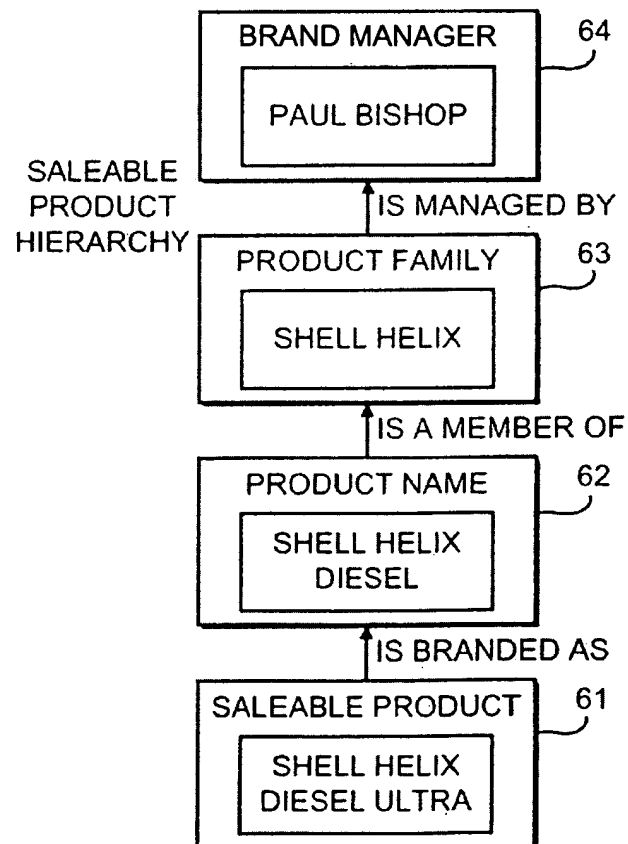 BRAND MANAGER
64
PAUL BISHOP
SALEABLE
PRODUCT
HIERARCHY
IS MANAGED BY
PRODUCT FAMILY
63
SHELL HELIX
IS A MEMBER OF
PRODUCT NAME
62
SHELL HELIX
DIESEL
IS BRANDED AS
SALEABLE PRODUCT
61
SHELL HELIX
DIESEL ULTRA